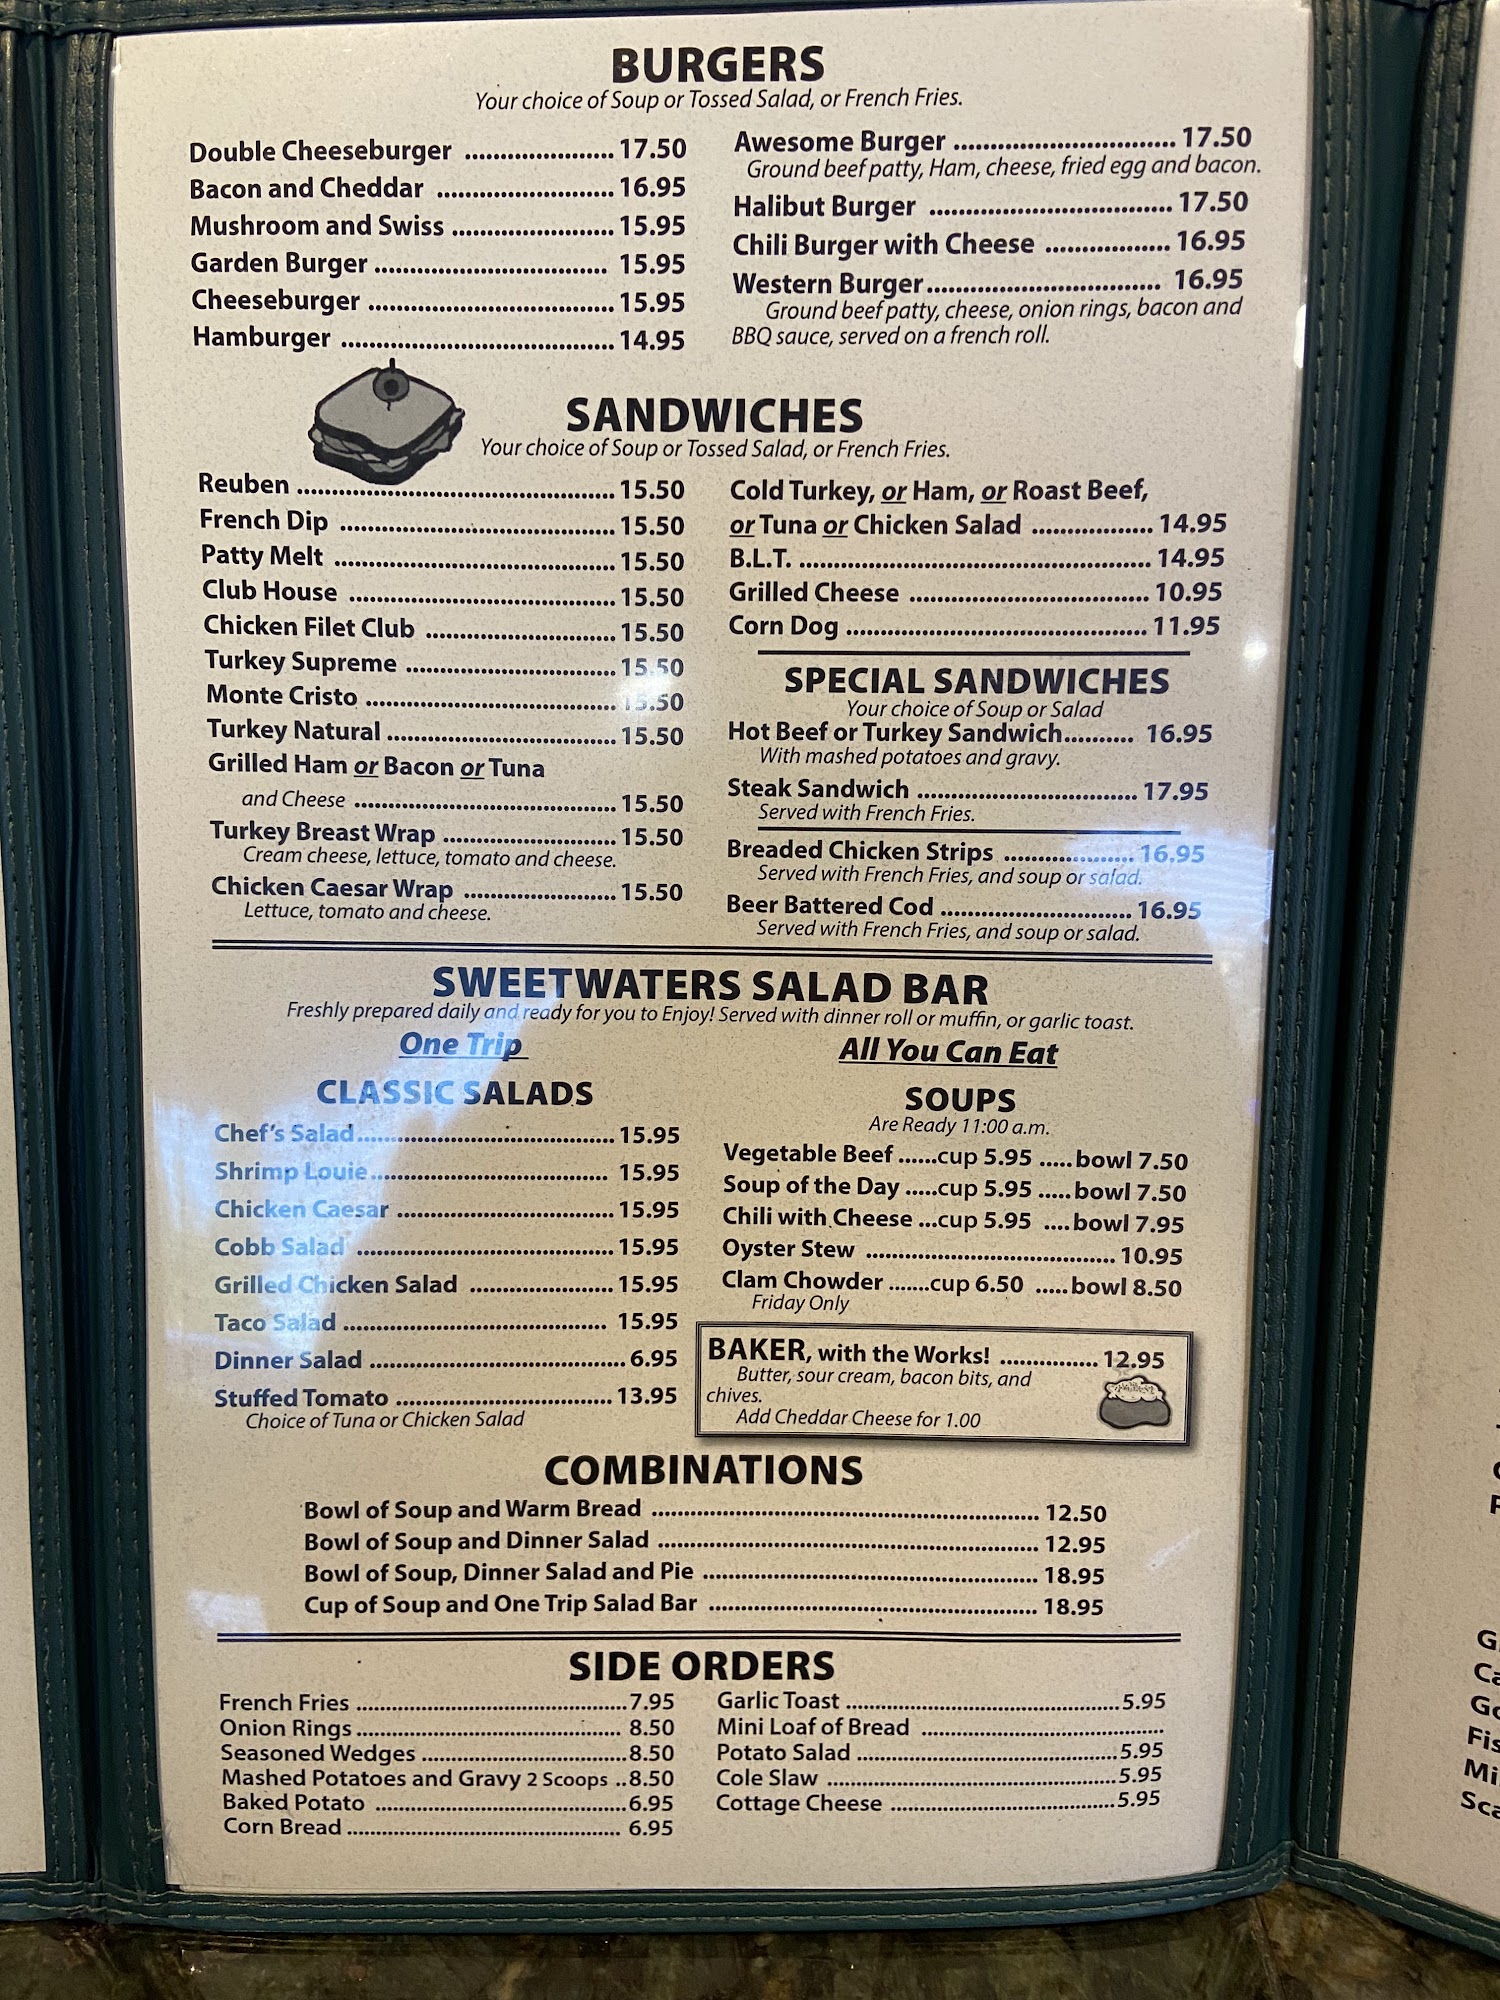 BURGERS
Your choice of Soup or Tossed Salad, or French Fries.
Double Cheeseburger ...................... 17.50
Bacon and Cheddar .......................... 16.95
Mushroom and Swiss ........................ 15.95
Garden Burger ................................... 15.95
Cheeseburger .................................... 15.95
Hamburger ........................................ 14.95
Awesome Burger ................................. 17.50
Ground beef patty, Ham, cheese, fried egg and bacon.
Halibut Burger .................................... 17.50
Chili Burger with Cheese .................. 16.95
Western Burger................................... 16.95
Ground beef patty, cheese, onion rings, bacon and
BBQ sauce, served on a french roll.
SANDWICHES
Your choice of Soup or Tossed Salad, or French Fries.
Reuben ............................................... 15.50
French Dip ......................................... 15.50
Patty Melt .......................................... 15.50
Club House ........................................ 15.50
Chicken Filet Club ............................ 15.50
Turkey Supreme ............................... 15.50
Monte Cristo ..................................... 15.50
Turkey Natural .................................. 15.50
Grilled Ham or Bacon or Tuna
and Cheese ....................................... 15.50
Turkey Breast Wrap .......................... 15.50
Cream cheese, lettuce, tomato and cheese.
Chicken Caesar Wrap ....................... 15.50
Lettuce, tomato and cheese.
Cold Turkey, or Ham, or Roast Beef,
or Tuna or Chicken Salad .................. 14.95
B.L.T. .................................................... 14.95
Grilled Cheese ................................... 10.95
Corn Dog ............................................ 11.95
SPECIAL SANDWICHES
Your choice of Soup or Salad
Hot Beef or Turkey Sandwich.......... 16.95
With mashed potatoes and gravy.
Steak Sandwich ................................ 17.95
Served with French Fries.
Breaded Chicken Strips ................... 16.95
Served with French Fries, and soup or salad.
Beer Battered Cod ............................ 16.95
Served with French Fries, and soup or salad.
SWEETWATERS SALAD BAR
Freshly prepared daily and ready for you to Enjoy! Served with dinner roll or muffin, or garlic toast.
One Trip
All You Can Eat
CLASSIC SALADS
Chef's Salad...................................... 15.95
Shrimp Louie................................... 15.95
Chicken Caesar ................................ 15.95
Cobb Salad ...................................... 15.95
Grilled Chicken Salad ..................... 15.95
Taco Salad ....................................... 15.95
Dinner Salad ..................................... 6.95
Stuffed Tomato ................................ 13.95
Choice of Tuna or Chicken Salad
SOUPS
Are Ready 11:00 a.m.
Vegetable Beef ......cup 5.95 .....bowl 7.50
Soup of the Day .....cup 5.95 .....bowl 7.50
Chili with Cheese ...cup 5.95 ....bowl 7.95
Oyster Stew ..................................... 10.95
Clam Chowder .......cup 6.50 .....bowl 8.50
Friday Only
BAKER, with the Works! ............... 12.95
Butter, sour cream, bacon bits, and
chives.
Add Cheddar Cheese for 1.00
COMBINATIONS
Bowl of Soup and Warm Bread ......................................................... 12.50
Bowl of Soup and Dinner Salad ........................................................ 12.95
Bowl of Soup, Dinner Salad and Pie ................................................. 18.95
Cup of Soup and One Trip Salad Bar ................................................ 18.95
SIDE ORDERS
French Fries ..........................................7.95
Onion Rings......................................... 8.50
Seasoned Wedges ................................8.50
Mashed Potatoes and Gravy 2 Scoops ..8.50
Baked Potato .......................................6.95
Corn Bread .......................................... 6.95
Garlic Toast ..........................................5.95
Mini Loaf of Bread ......................................
Potato Salad ........................................5.95
Cole Slaw .............................................5.95
Cottage Cheese ...................................5.95